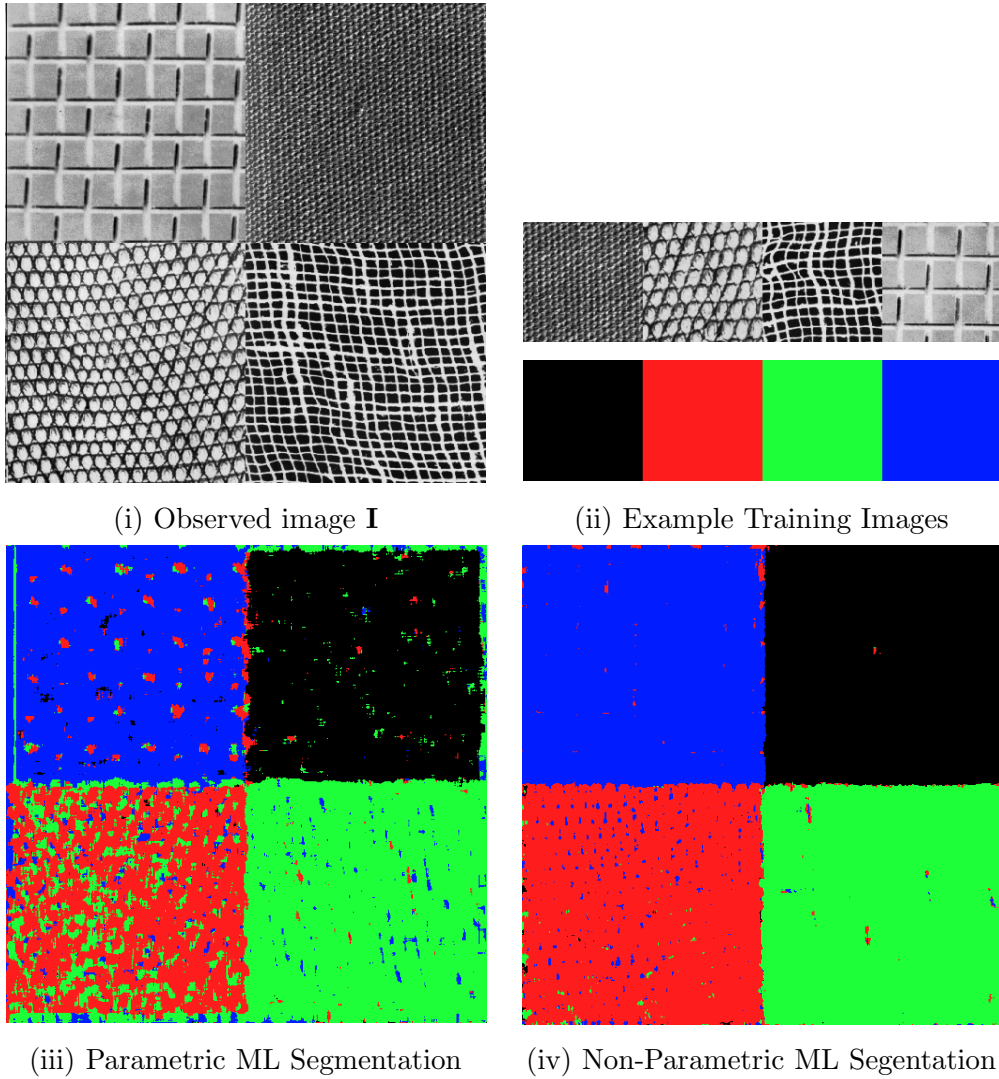 (i) Observed image I
(ii) Example Training Images
(iii) Parametric ML Segmentation
(iv) Non-Parametric ML Segentation